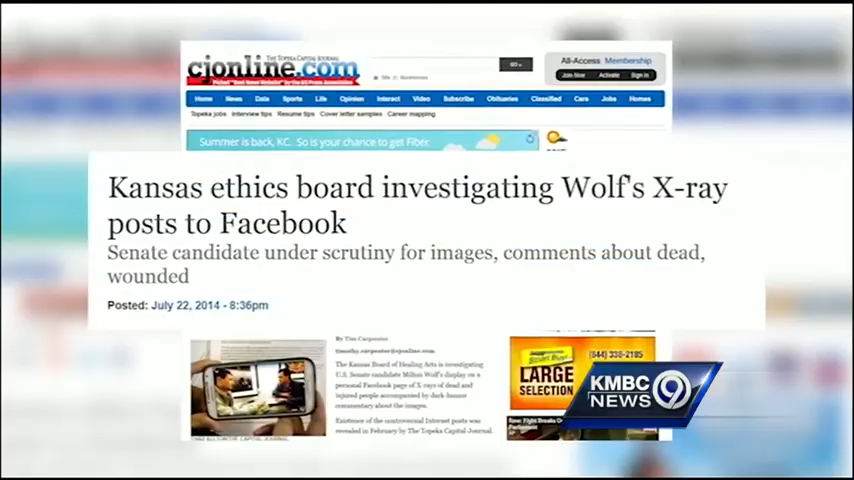 THE TOPEKA CAPITAL-JOURNAL
cjonline.com
GO »
All-Access Membership
Join Now Activate Sign In
Home News Data Sports Life Opinion Interact Video Subscribe Obituaries Classified Cars Jobs Homes
Topeka jobs Interview tips Resume tips Cover letter samples Career mapping
Summer is back, KC. So is your chance to get Fiber.
Kansas ethics board investigating Wolf's X-ray
posts to Facebook
Senate candidate under scrutiny for images, comments about dead,
wounded
Posted: July 22, 2014 - 8:36pm
By Tim Carpenter
timothy.carpenter@cjonline.com
The Kansas Board of Healing Arts is investigating
U.S. Senate candidate Milton Wolf's display on a
personal Facebook page of X-rays of dead and
injured people accompanied by dark-humor
commentary about the images.
Existence of the controversial Internet posts was
revealed in February by The Topeka Capital-Journal.
(844) 338-2185
LARGE
SELECTION
KMBC 9
NEWS